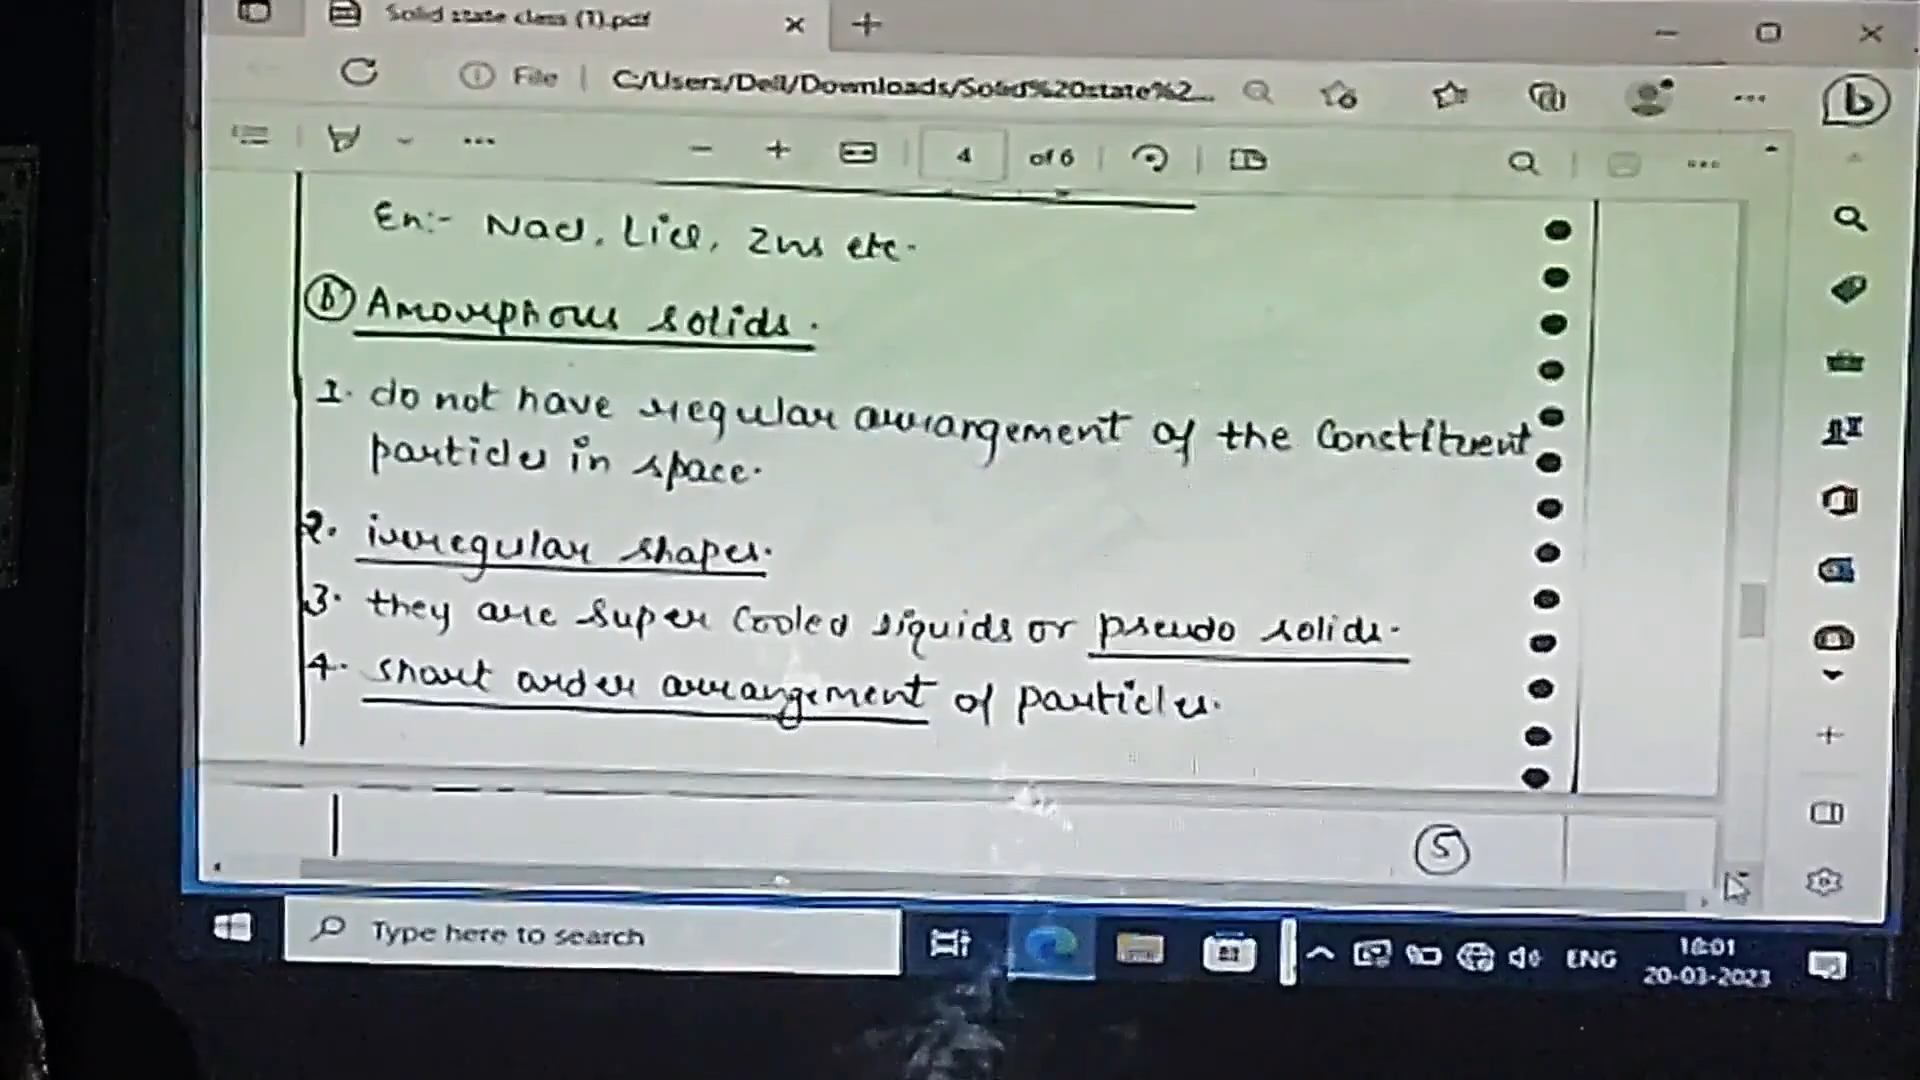 Solid state class (1).pdf
File | C:/Users/Dell/Downloads/Solid%20state%2...
4 of 6
En:- Nacl, Licl, Zns etc.
(b) Amorphous solids.
1. do not have regular arrangement of the Constituent
particles in space.
2. irregular shapes.
3. they are super cooled liquids or pseudo solids.
4. short order arrangement of particles.
5
Type here to search
ENG
18:01
20-03-2023